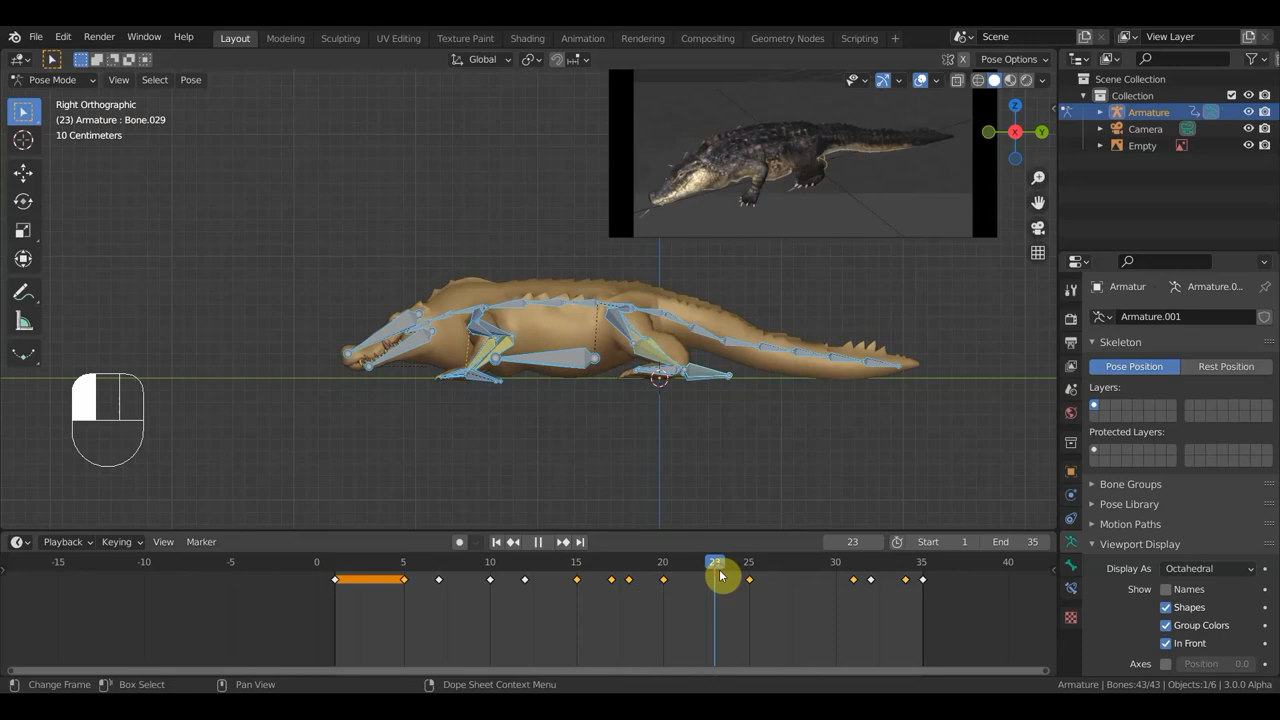 File Edit Render Window Help Layout Modeling Sculpting UV Editing Texture Paint Shading Animation Rendering Compositing Geometry Nodes Scripting + Scene View Layer
Global Pose Options
Pose Mode View Select Pose
Scene Collection
Right Orthographic
Collection
(23) Armature : Bone.029
Armature
10 Centimeters
Camera
Empty
Z
X
Y
Armatur Armature.0...
Armature.001
Skeleton
Pose Position Rest Position
Layers:
Protected Layers:
Bone Groups
Pose Library
Motion Paths
Viewport Display
Playback Keying View Marker 23 Start 1 End 35
-15 -10 -5 0 5 10 15 20 23 25 30 35 40
Display As Octahedral
Show Names
Shapes
Group Colors
In Front
Axes Position 0.0
Change Frame Box Select Pan View Dope Sheet Context Menu Armature | Bones:43/43 | Objects:1/6 | 3.0.0 Alpha